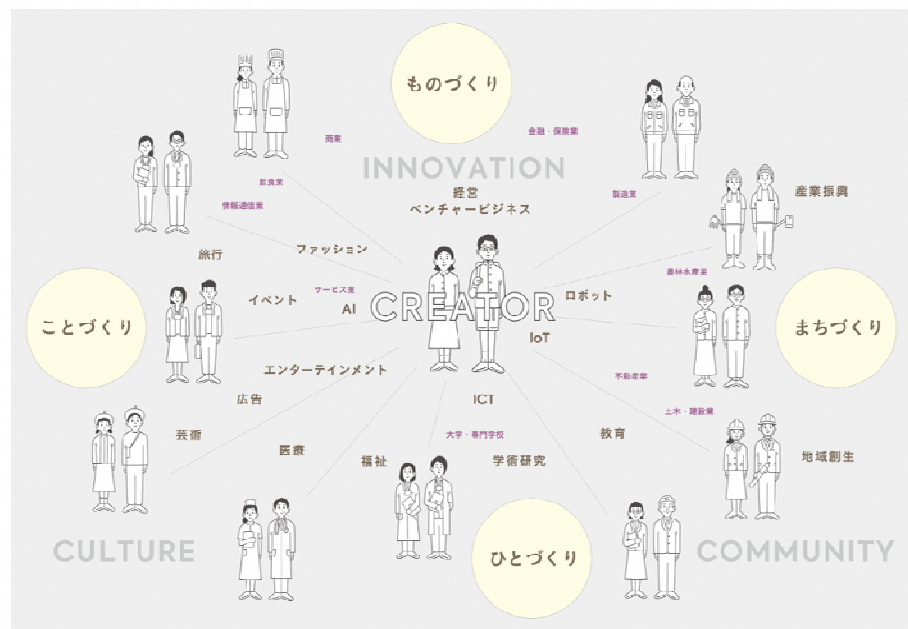 ものづくり
商業
金融・保険業
INNOVATION
飲食業
経営
ベンチャービジネス
製造業
産業振興
情報通信業
旅行
ファッション
農林水産業
ことづくり
イベント
サービス業
AI
CREATOR
ロボット
まちづくり
IoT
エンターテインメント
不動産業
広告
ICT
土木・建設業
芸術
医療
福祉
大学・専門学校
学術研究
教育
地域創生
CULTURE
ひとづくり
COMMUNITY